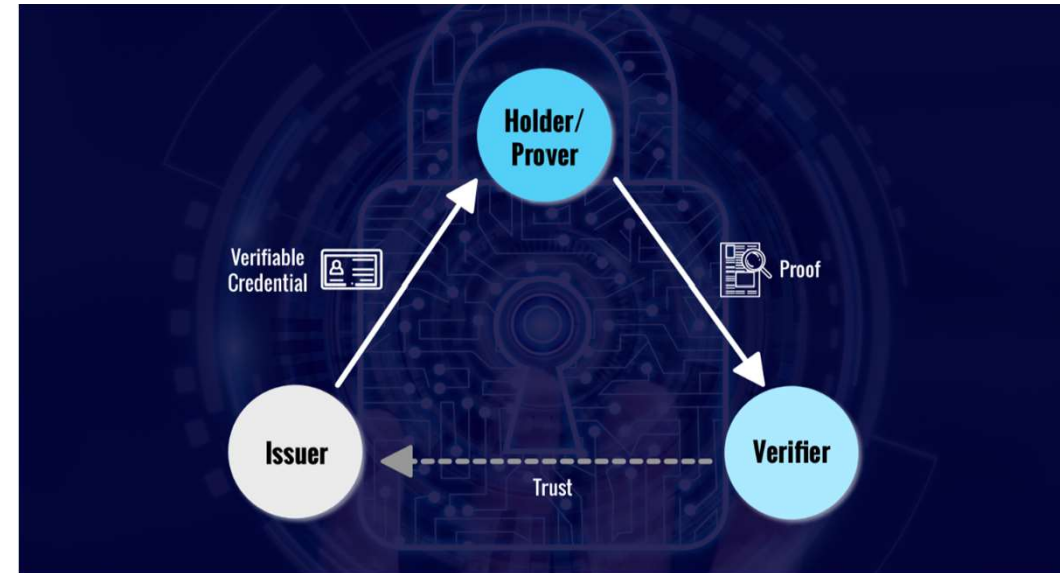 Holder/
Prover
Verifiable
Credential
Proof
Issuer
Verifier
Trust